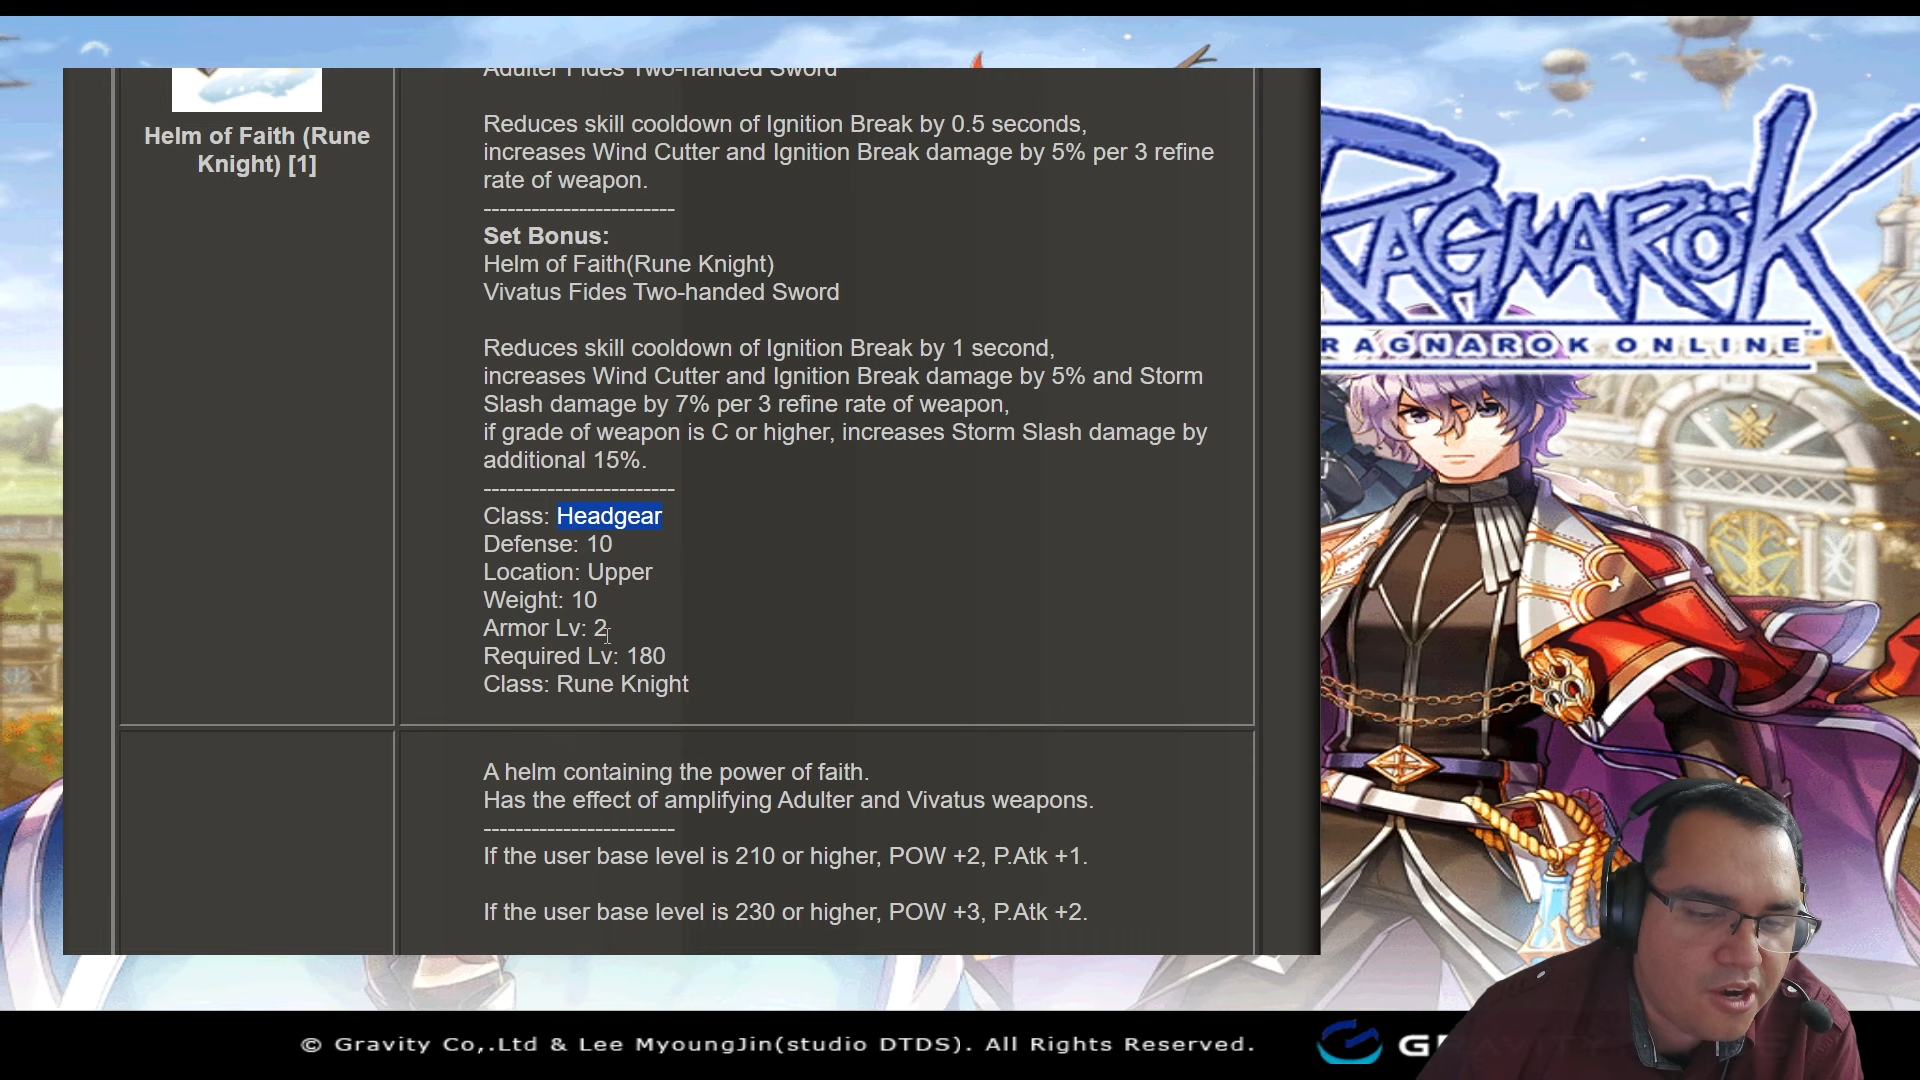 Adulter Fides Two-handed Sword
Helm of Faith (Rune
Knight) [1]
Reduces skill cooldown of Ignition Break by 0.5 seconds,
increases Wind Cutter and Ignition Break damage by 5% per 3 refine
rate of weapon.
------------------------
Set Bonus:
Helm of Faith(Rune Knight)
Vivatus Fides Two-handed Sword
Reduces skill cooldown of Ignition Break by 1 second,
increases Wind Cutter and Ignition Break damage by 5% and Storm
Slash damage by 7% per 3 refine rate of weapon,
if grade of weapon is C or higher, increases Storm Slash damage by
additional 15%.
------------------------
Class: Headgear
Defense: 10
Location: Upper
Weight: 10
Armor Lv: 2
Required Lv: 180
Class: Rune Knight
A helm containing the power of faith.
Has the effect of amplifying Adulter and Vivatus weapons.
------------------------
If the user base level is 210 or higher, POW +2, P.Atk +1.
If the user base level is 230 or higher, POW +3, P.Atk +2.
RAGNARÖK
RAGNAROK ONLINE™
© Gravity Co,.Ltd & Lee MyoungJin(studio DTDS). All Rights Reserved.